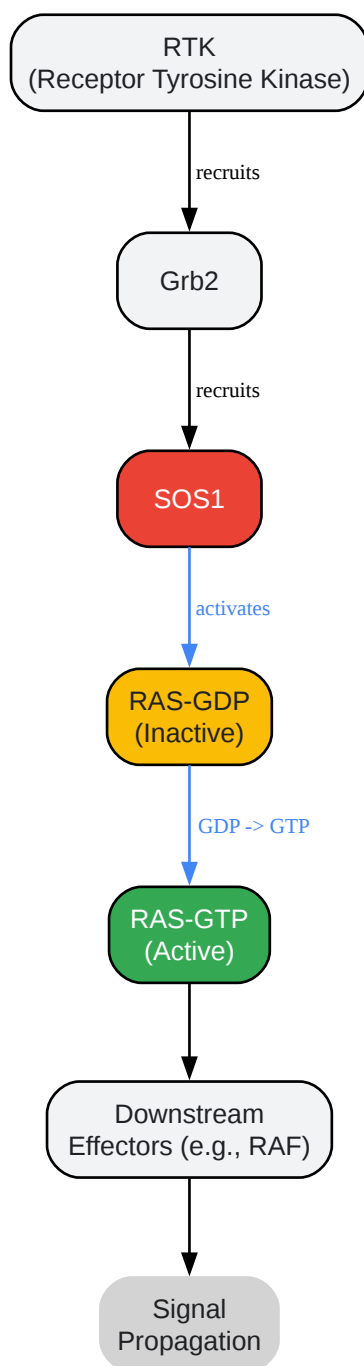 RTK
(Receptor Tyrosine Kinase)
recruits
Grb2
recruits
SOS1
activates
RAS-GDP
(Inactive)
GDP -> GTP
RAS-GTP
(Active)
Downstream
Effectors (e.g., RAF)
Signal
Propagation